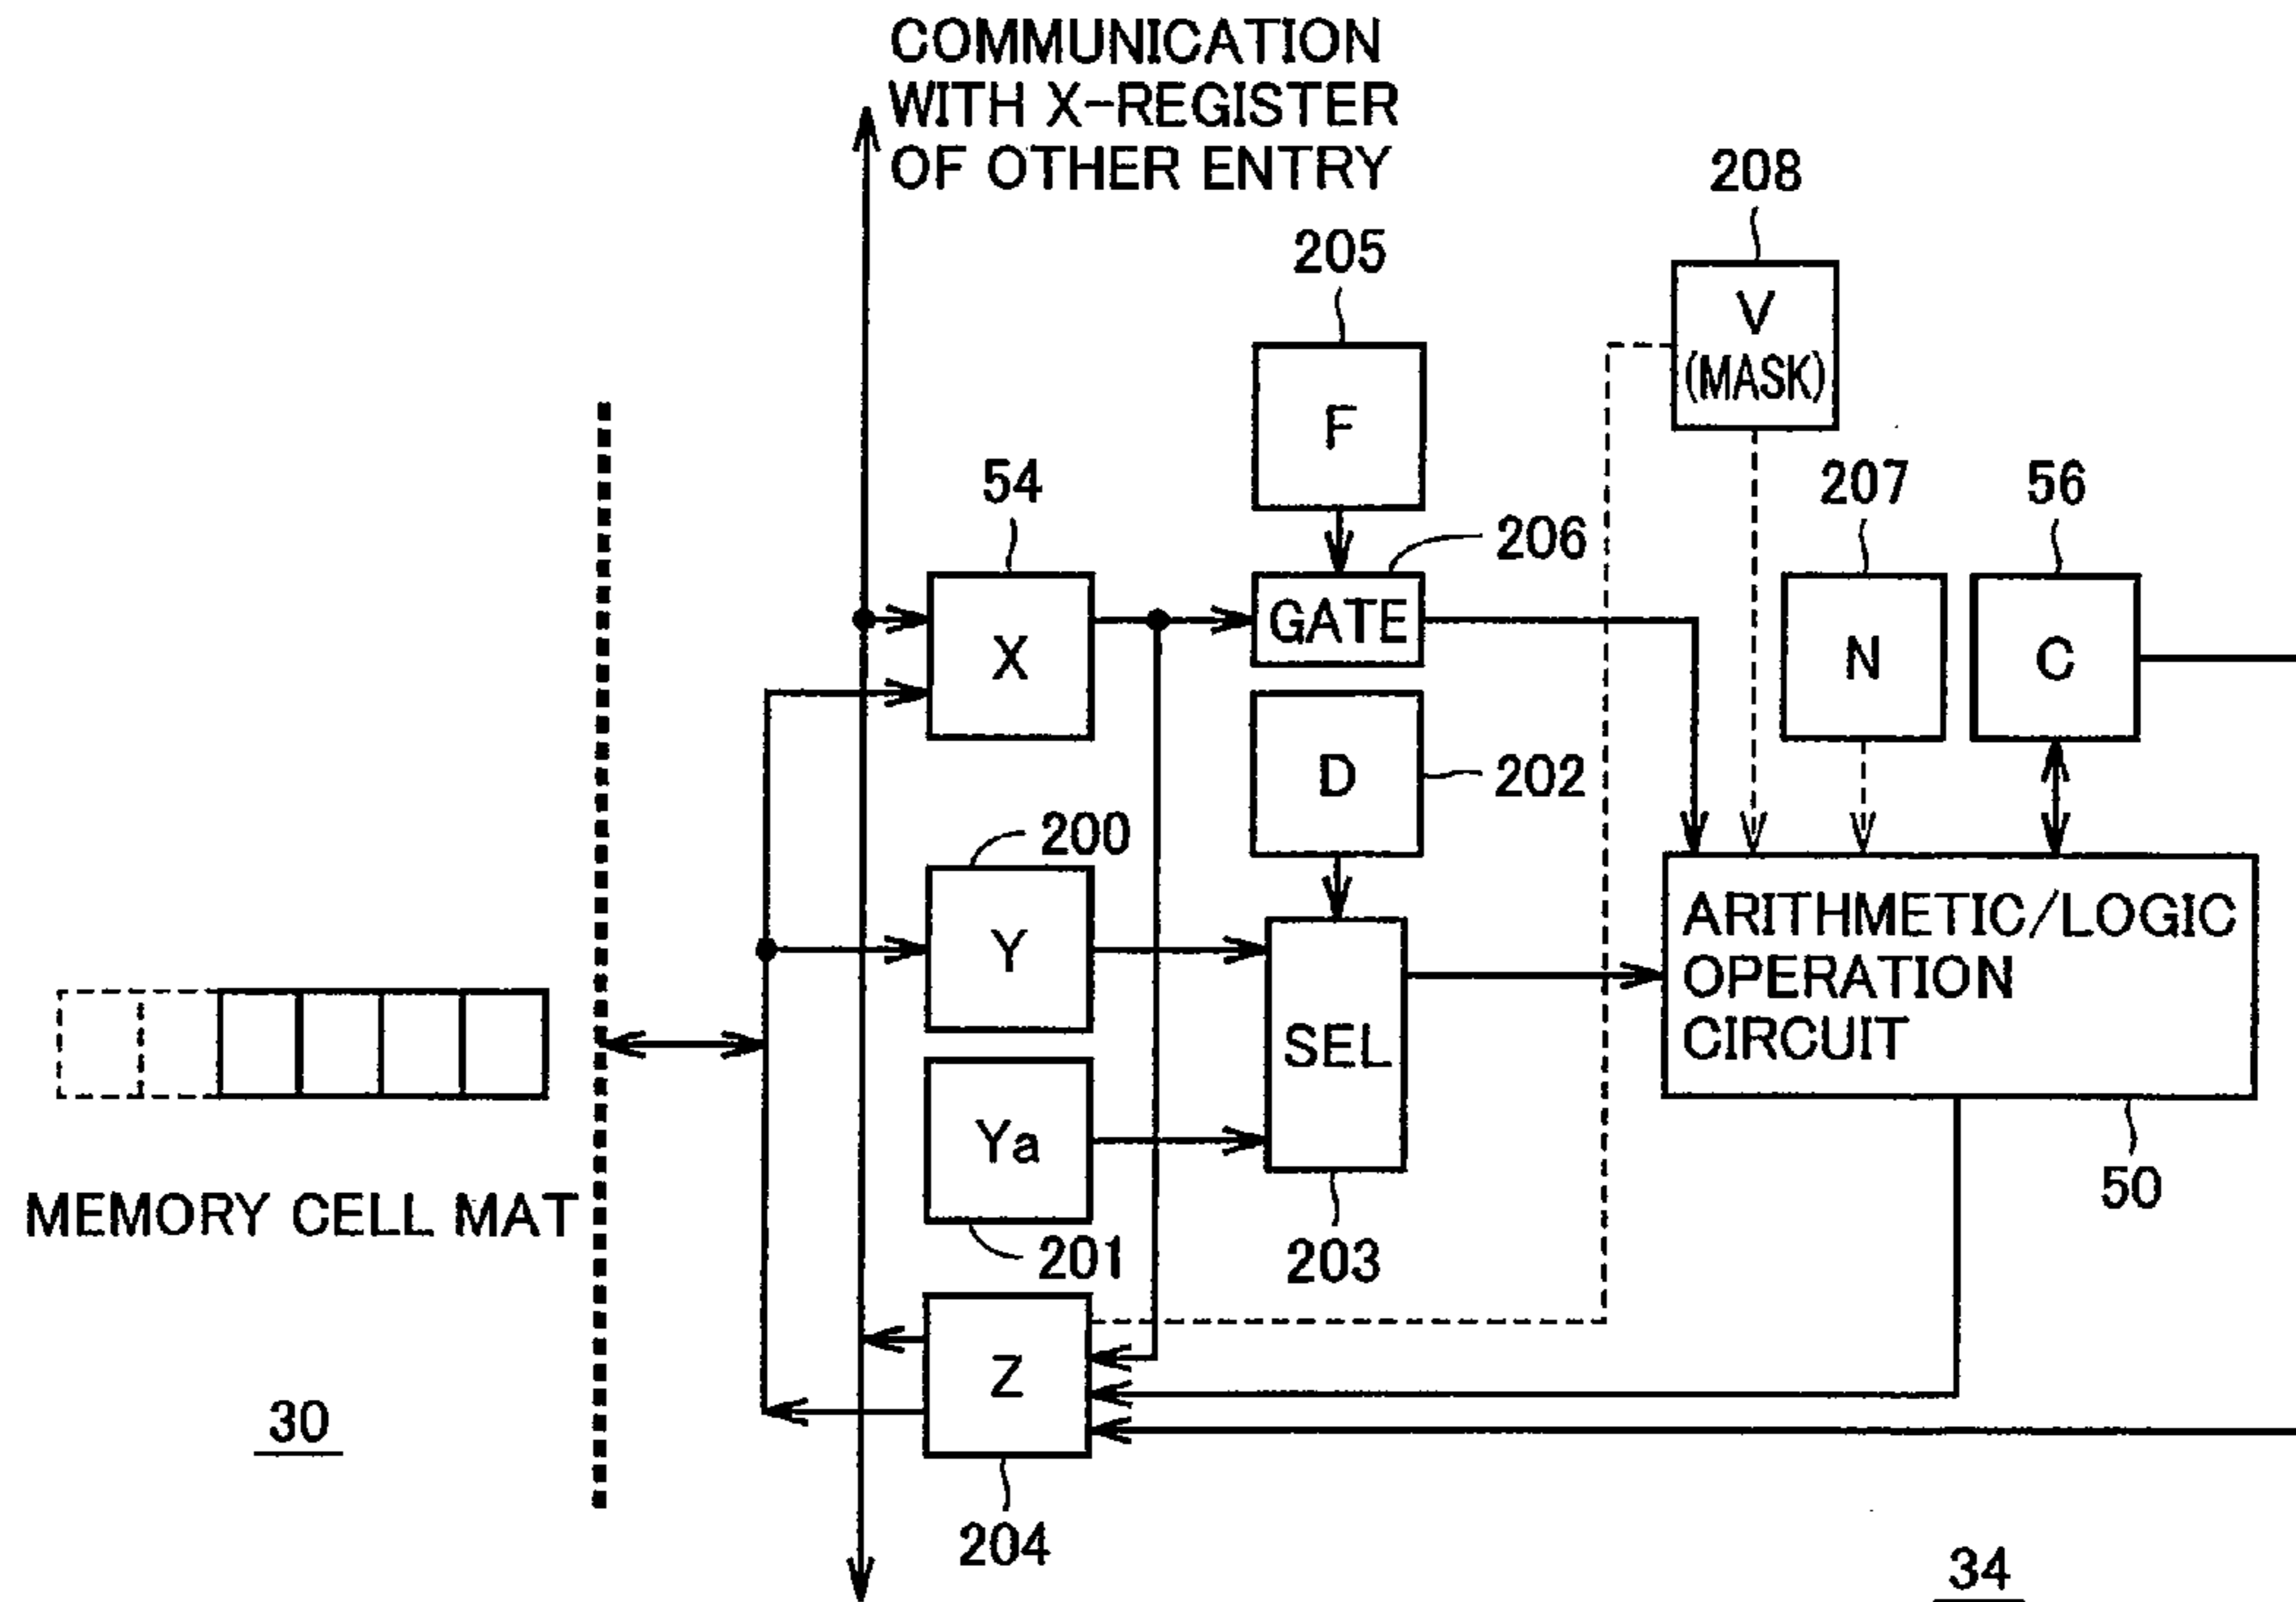 COMMUNICATION
WITH X-REGISTER
OF OTHER ENTRY
208
205
V
(MASK)
F
54
207
56
206
X
GATE
N
C
D
202
200
Y
SEL
ARITHMETIC/LOGIC
OPERATION
CIRCUIT
Ya
50
MEMORY CELL MAT
201
203
Z
30
204
34